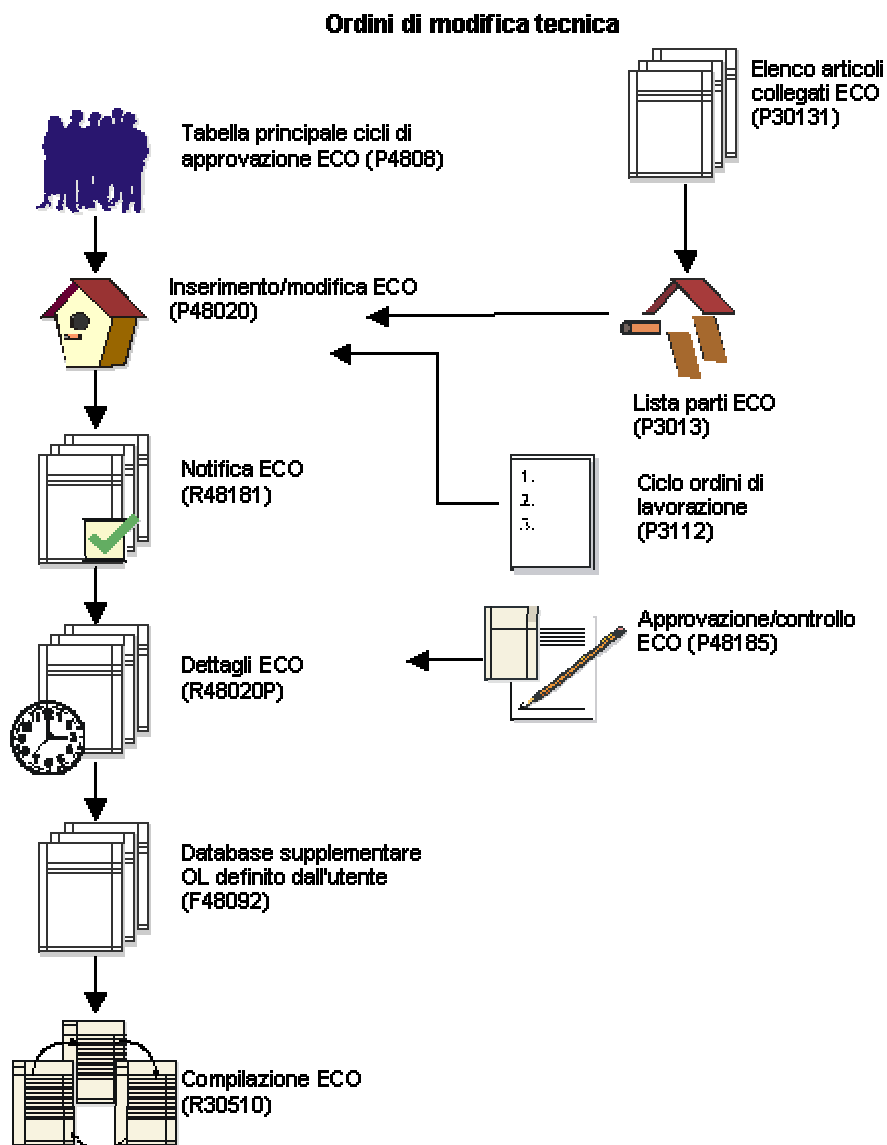 Ordini di modifica tecnica
Elenco articoli
collegati ECO
(P30131)
Tabella principale cicli di
approvazione ECO (P4808)
Inserimento/modifica ECO
(P48020)
Lista parti ECO
(P3013)
Notifica ECO
(R48181)
1.
2.
3.
Ciclo ordini di
lavorazione
(P3112)
Approvazione/controllo
ECO (P48185)
Dettagli ECO
(R48020P)
Database supplementare
OL definito dall'utente
(F48092)
Compilazione ECO
(R30510)